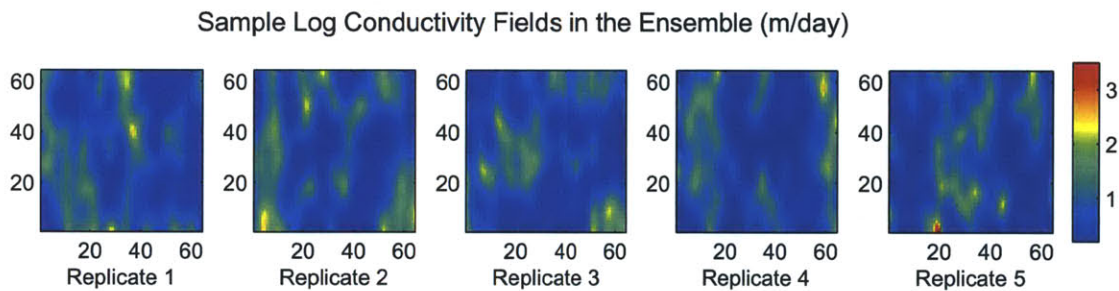 Sample Log Conductivity Fields in the Ensemble (m/day)
60 60 60 60 60 3
40 40 40 40 40 2
20 20 20 20 20 1
20 40 60 20 40 60 20 40 60 20 40 60 20 40 60
Replicate 1 Replicate 2 Replicate 3 Replicate 4 Replicate 5